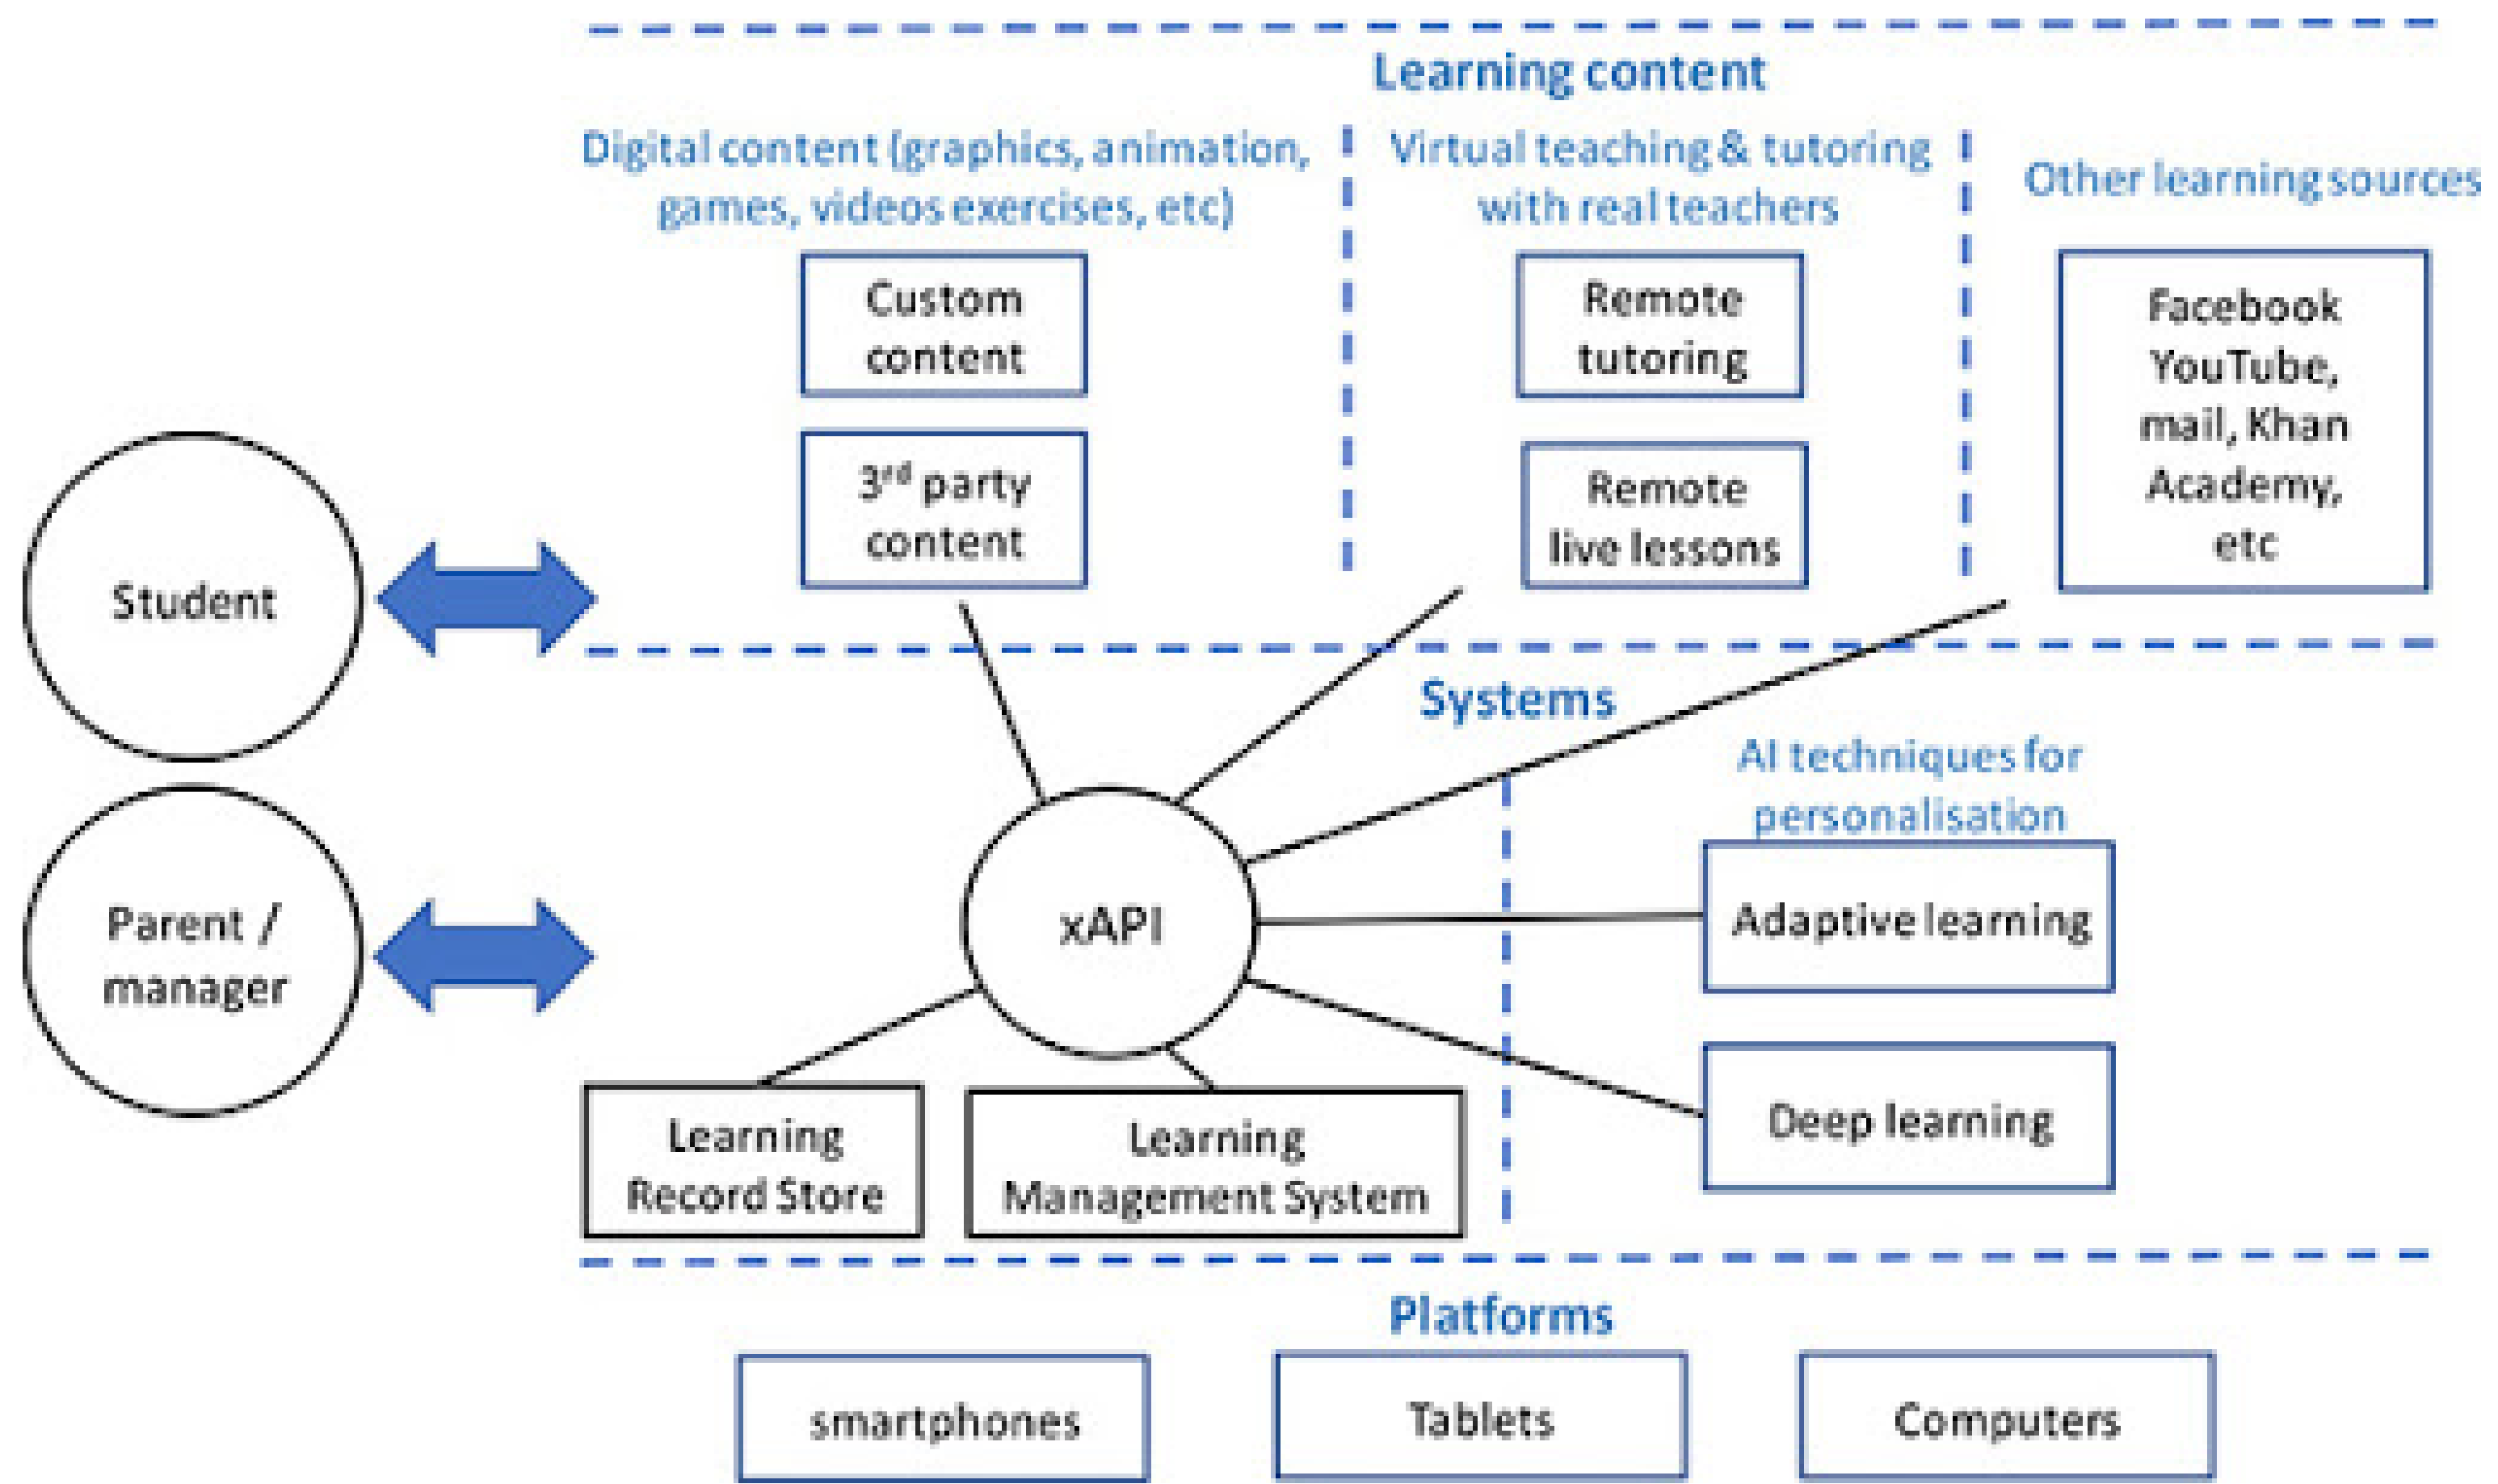 Learning content
Digital content (graphics, animation,
games, videos exercises, etc)
Virtual teaching & tutoring
with real teachers
Other learning sources
Custom
content
3rd party
content
Remote
tutoring
Remote
live lessons
Facebook
YouTube,
mail, Khan
Academy,
etc
Student
Parent /
manager
Systems
AI techniques for
personalisation
xAPI
Adaptive learning
Deep learning
Learning
Record Store
Learning
Management System
Platforms
smartphones
Tablets
Computers